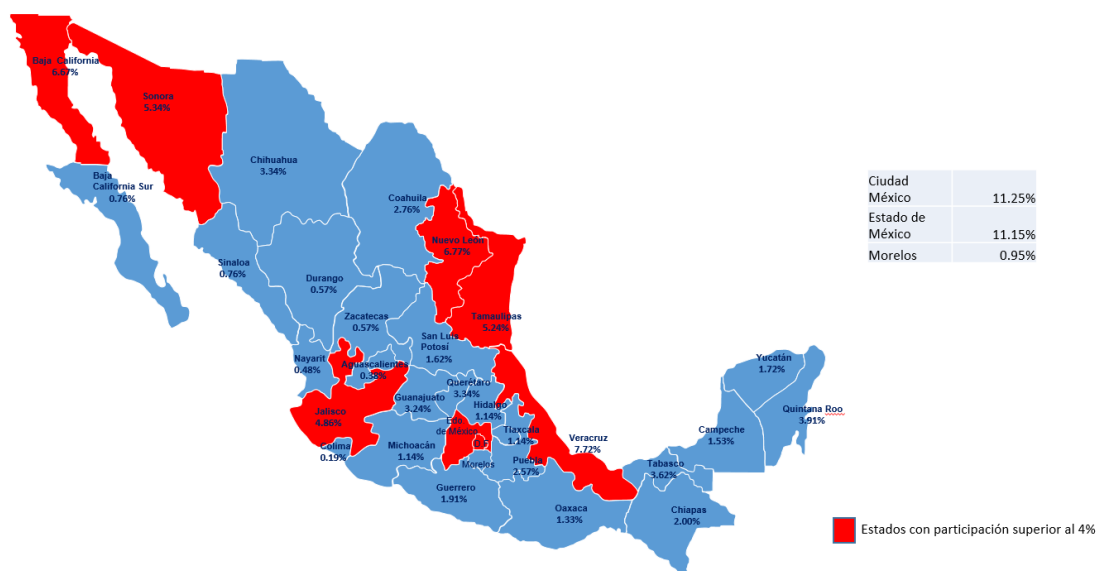 Baja California
6.67%
Sonora
5.34%
Chihuahua
3.34%
Baja
California Sur
0.76%
Coahuila
2.76%
Nuevo León
6.77%
Sinaloa
0.76%
Durango
0.57%
Tamaulipas
5.24%
Zacatecas
0.57%
San Luis
Potosí
1.62%
Nayarit
0.48%
Aguascalientes
0.38%
Querétaro
3.34%
Guanajuato
3.24%
Hidalgo
1.14%
Jalisco
4.86%
Edo
de México
D.F
Tlaxcala
1.14%
Veracruz
7.72%
Colima
0.19%
Michoacán
1.14%
Morelos
Puebla
2.57%
Guerrero
1.91%
Oaxaca
1.33%
Yucatán
1.72%
Quintana Roo
3.91%
Campeche
1.53%
Tabasco
3.62%
Chiapas
2.00%
Ciudad
México 11.25%
Estado de
México 11.15%
Morelos 0.95%
Estados con participación superior al 4%